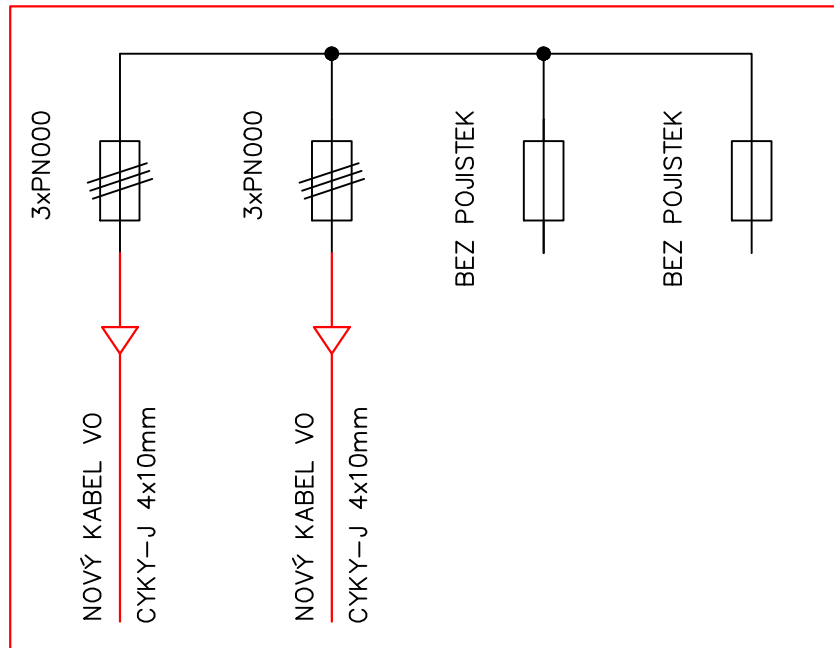 3xPN000
3xPN000
BEZ POJISTEK
BEZ POJISTEK
NOVÝ KABEL VO
CYKY-J 4x10mm
NOVÝ KABEL VO
CYKY-J 4x10mm